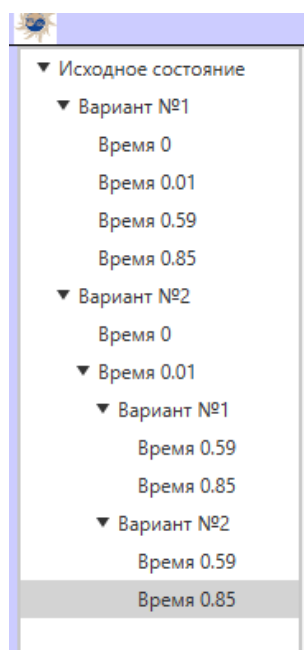 Исходное состояние
Вариант №1
Время 0
Время 0.01
Время 0.59
Время 0.85
Вариант №2
Время 0
Время 0.01
Вариант №1
Время 0.59
Время 0.85
Вариант №2
Время 0.59
Время 0.85